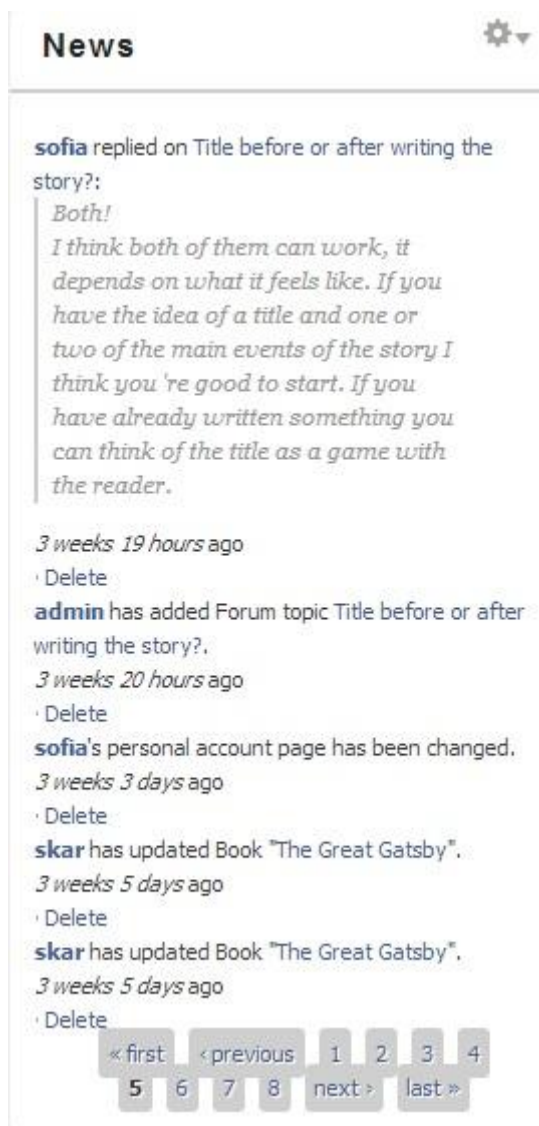 News
sofia replied on Title before or after writing the
story?:
Both!
I think both of them can work, it
depends on what it feels like. If you
have the idea of a title and one or
two of the main events of the story I
think you 're good to start. If you
have already written something you
can think of the title as a game with
the reader.
3 weeks 19 hours ago
· Delete
admin has added Forum topic Title before or after
writing the story?.
3 weeks 20 hours ago
· Delete
sofia's personal account page has been changed.
3 weeks 3 days ago
· Delete
skar has updated Book "The Great Gatsby".
3 weeks 5 days ago
· Delete
skar has updated Book "The Great Gatsby".
3 weeks 5 days ago
· Delete
« first ‹ previous 1 2 3 4
5 6 7 8 next › last »